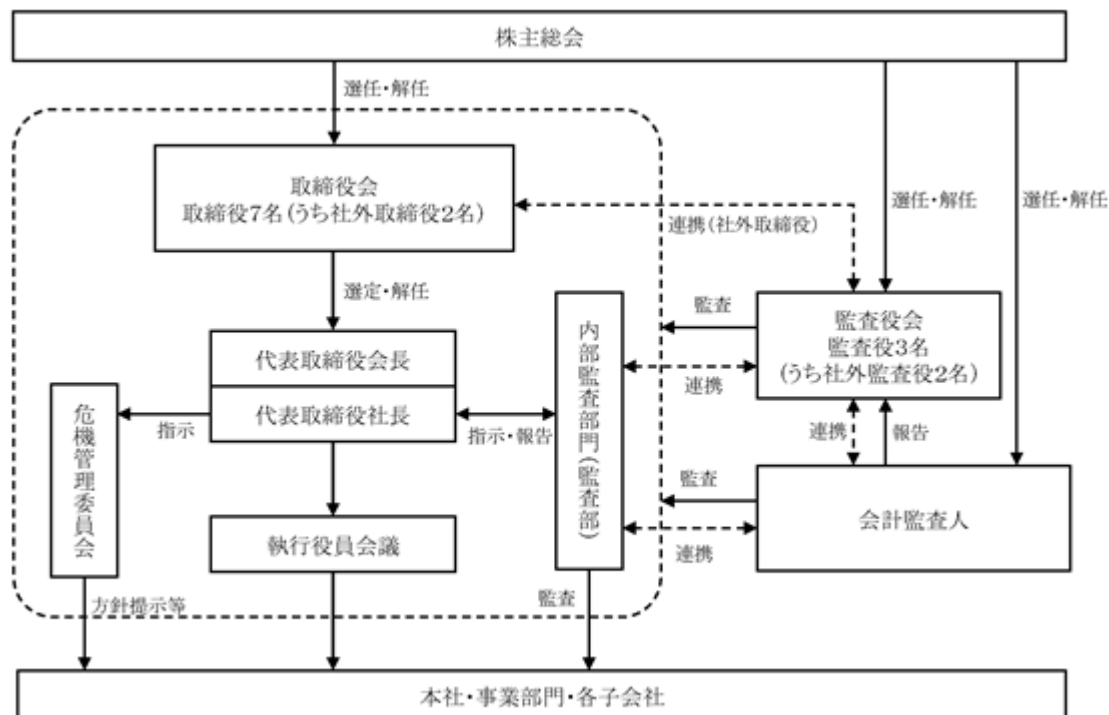 株主総会
選任・解任
選任・解任
選任・解任
取締役会
取締役7名(うち社外取締役2名)
連携(社外取締役)
選定・解任
監査
監査役会
監査役3名
(うち社外監査役2名)
代表取締役会長
代表取締役社長
内部監査部門(監査部)
連携
危機管理委員会
指示
指示・報告
連携
報告
監査
執行役員会議
会計監査人
連携
方針提示等
監査
本社・事業部門・各子会社